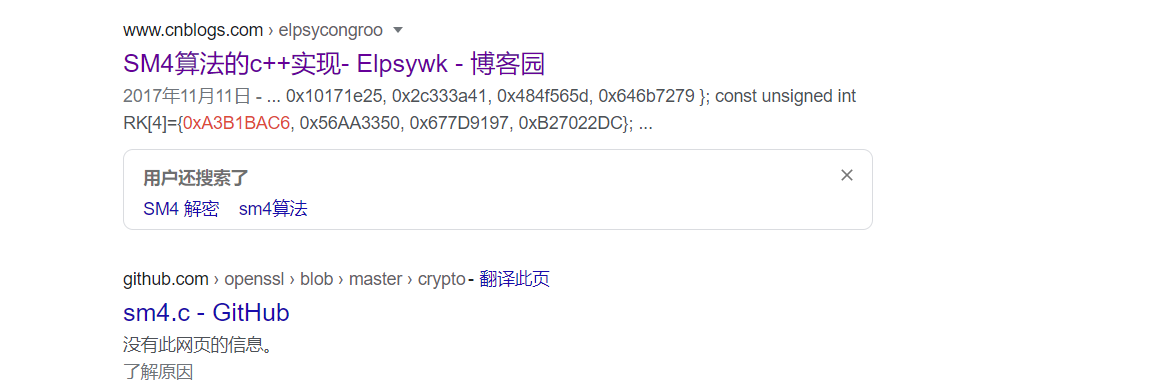 www.cnblogs.com › elpsycongroo
SM4算法的c++实现- Elpsywk - 博客园
2017年11月11日 - ... 0x10171e25, 0x2c333a41, 0x484f565d, 0x646b7279 }; const unsigned int
RK[4]={0xA3B1BAC6, 0x56AA3350, 0x677D9197, 0xB27022DC}; ...
用户还搜索了
SM4 解密 sm4算法
github.com › openssl › blob › master › crypto - 翻译此页
sm4.c - GitHub
没有此网页的信息。
了解原因